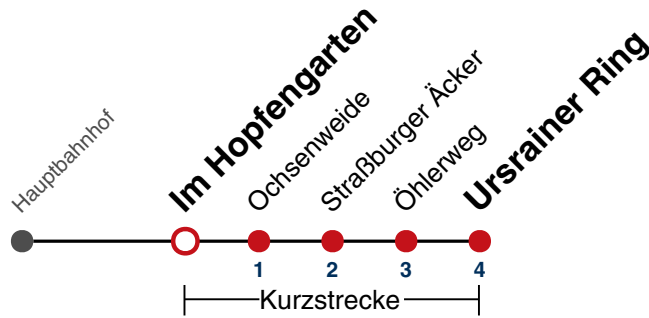 Hauptbahnhof
Im Hopfengarten
Ochsenweide
Straßburger Äcker
Öhlerweg
Ursrainer Ring
1
2
3
4
Kurzstrecke